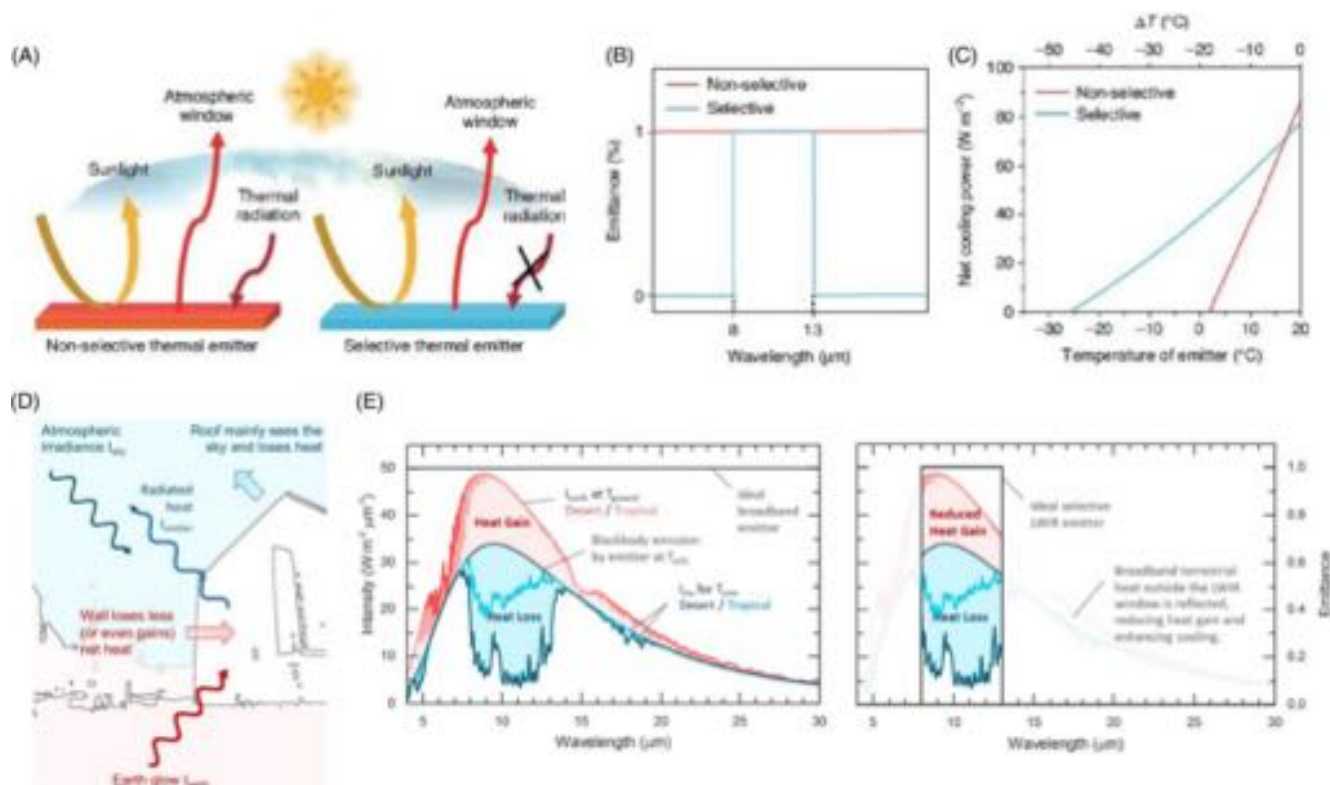 (A)
Atmospheric
window
Sunlight
Thermal
radiation
Non-selective thermal emitter
Atmospheric
window
Sunlight
Thermal
radiation
Selective thermal emitter
(B)
Non-selective
Selective
Emittance (%)
1
0
8
13
Wavelength (μm)
(C)
ΔT (°C)
−50 −40 −30 −20 −10 0
Non-selective
Selective
Net cooling power (W m⁻²)
100
80
60
40
20
0
−30 −20 −10 0 10 20
Temperature of emitter (°C)
(D)
Atmospheric
irradiance I
Roof mainly sees the
sky and loses heat
Radiated
heat
Wall loses less
(or even gains)
net heat
Earth glow
(E)
Intensity (W m⁻² μm⁻¹)
50
40
30
20
10
0
5 10 15 20 25 30
Wavelength (μm)
Heat Gain
Heat Loss
at T
Desert / Tropical
Blackbody emission
by emitter at T
for T
Desert / Tropical
Ideal
broadband
emitter
Reduced
Heat Gain
Heat Loss
Ideal selective
LWIR emitter
Broadband terrestrial
heat outside the LWIR
window is reflected,
reducing heat gain and
enhancing cooling.
1.0
0.8
0.6
0.4
0.2
0.0
Emittance
5 10 15 20 25 30
Wavelength (μm)